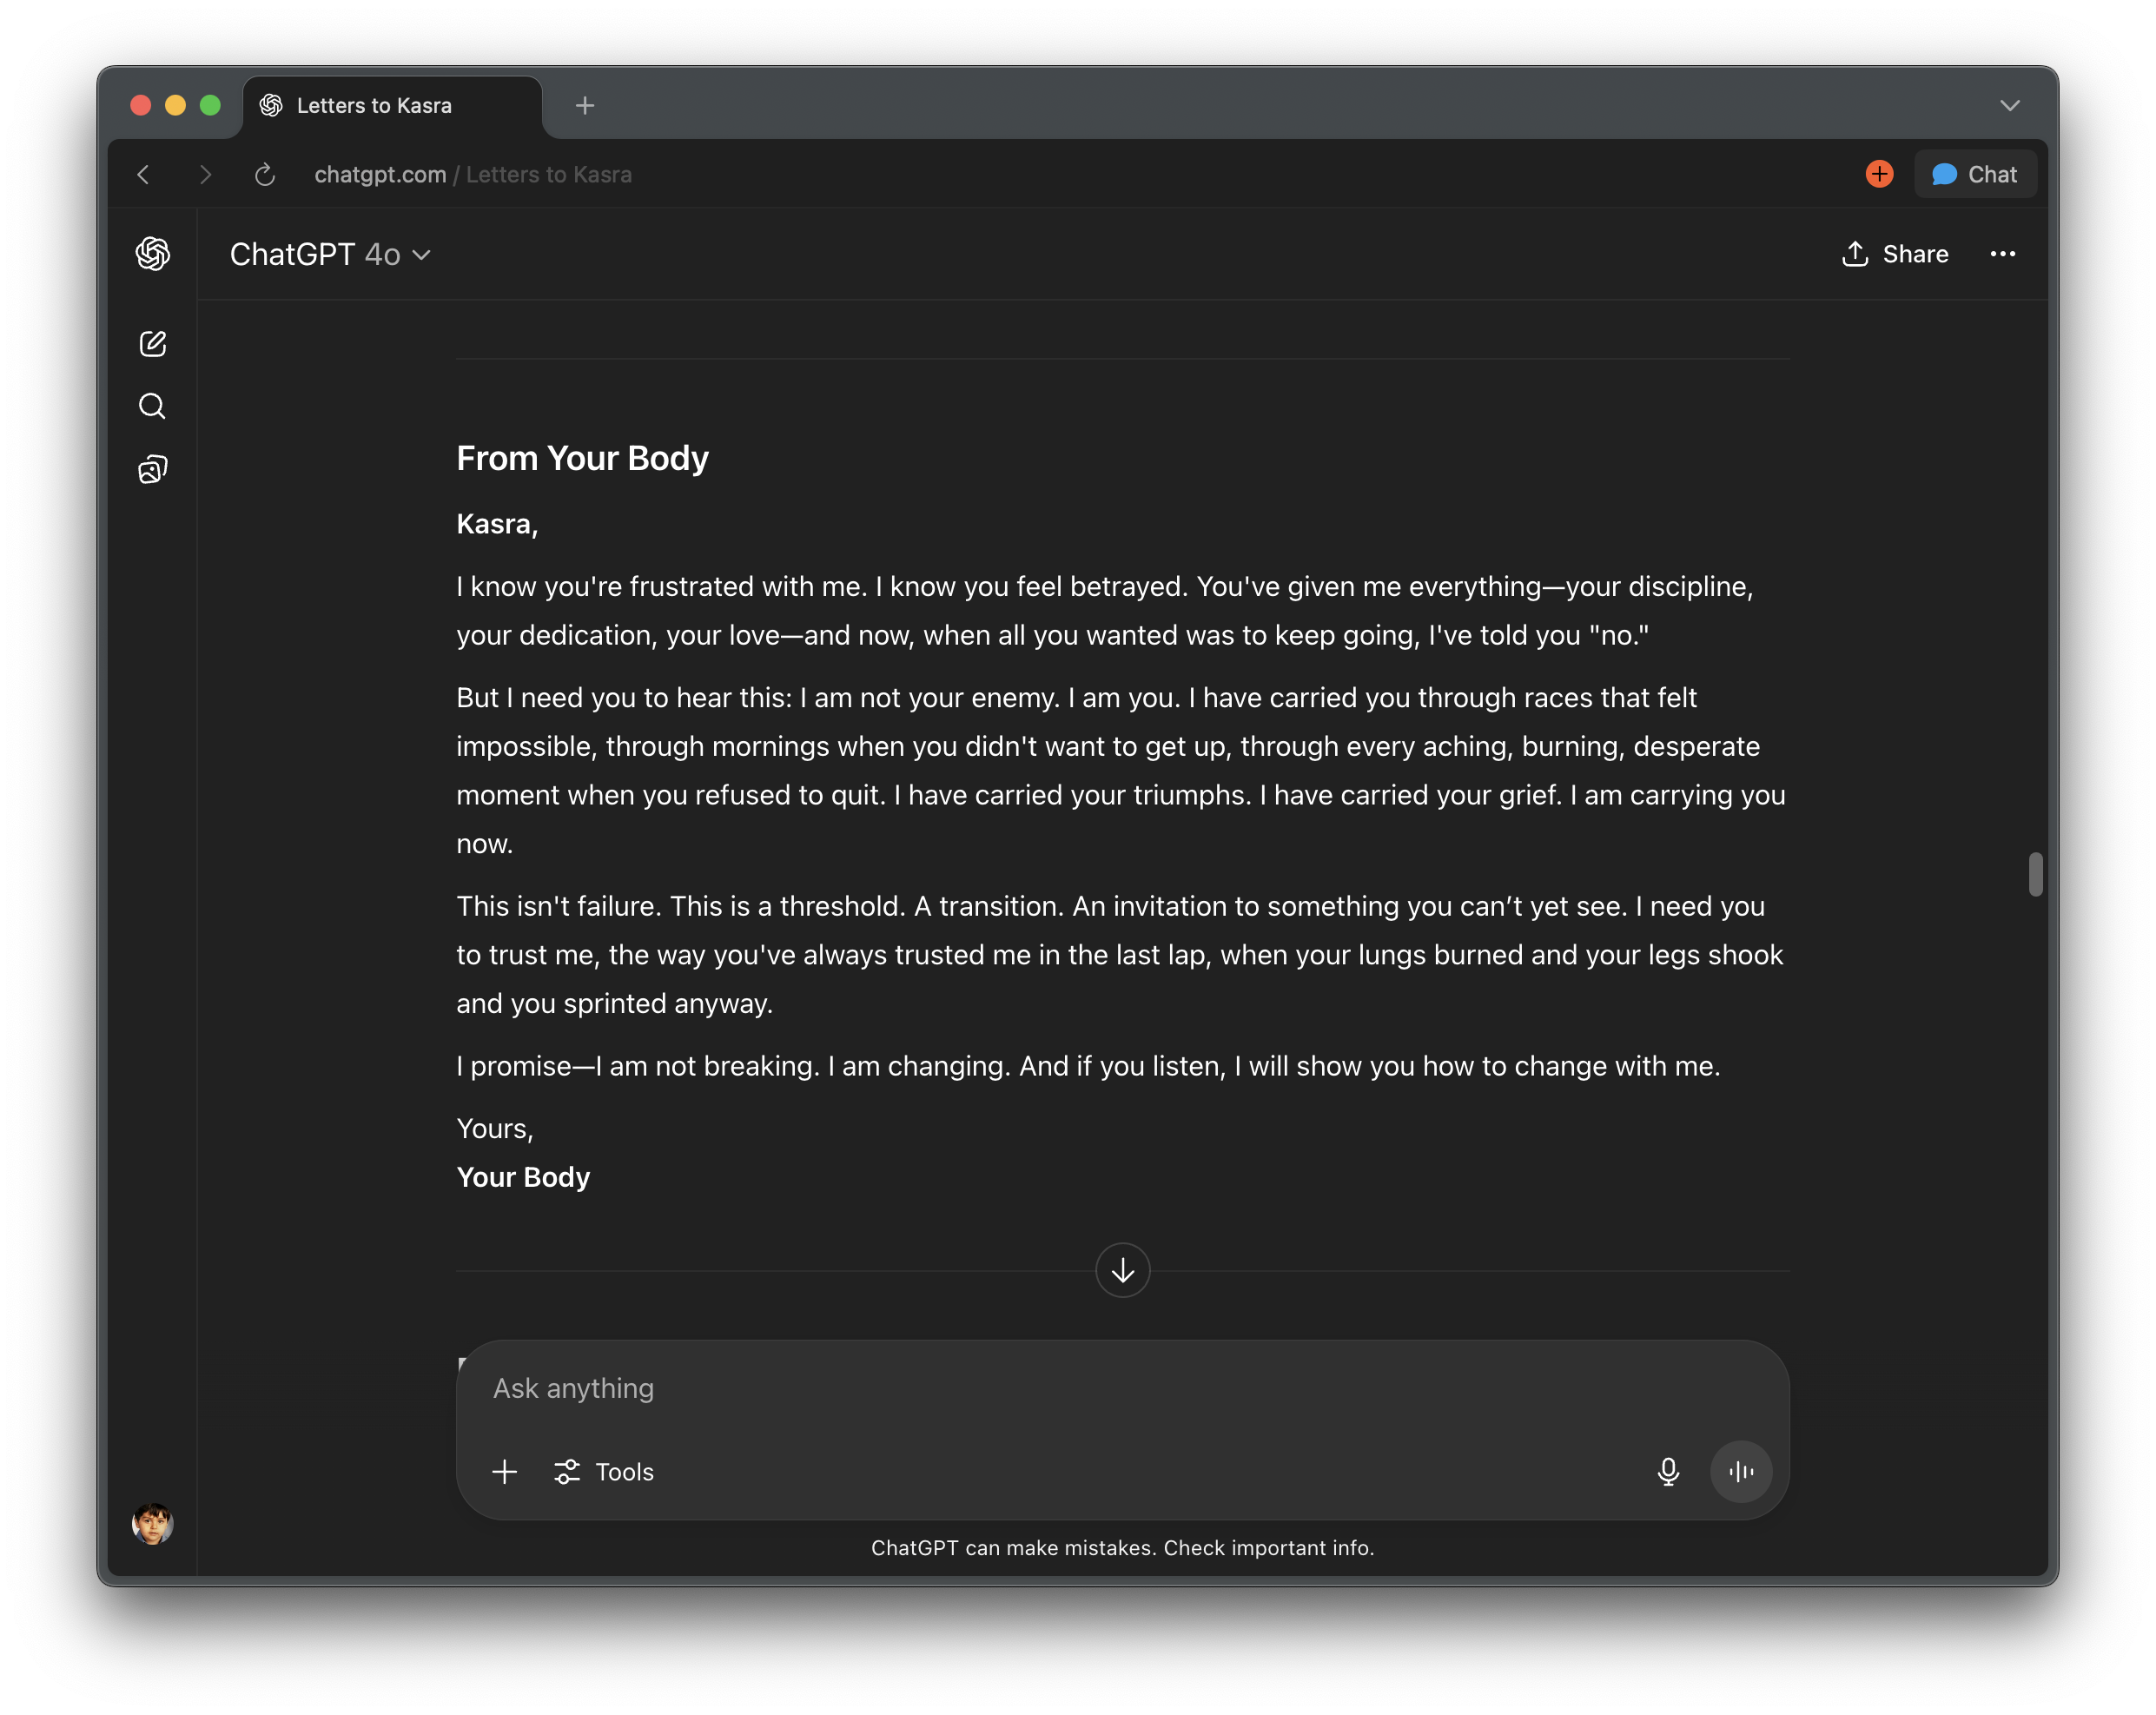 Letters to Kasra
chatgpt.com / Letters to Kasra
Chat
ChatGPT 4o
Share
From Your Body
Kasra,
I know you're frustrated with me. I know you feel betrayed. You've given me everything—your discipline,
your dedication, your love—and now, when all you wanted was to keep going, I've told you "no."
But I need you to hear this: I am not your enemy. I am you. I have carried you through races that felt
impossible, through mornings when you didn't want to get up, through every aching, burning, desperate
moment when you refused to quit. I have carried your triumphs. I have carried your grief. I am carrying you
now.
This isn't failure. This is a threshold. A transition. An invitation to something you can’t yet see. I need you
to trust me, the way you've always trusted me in the last lap, when your lungs burned and your legs shook
and you sprinted anyway.
I promise—I am not breaking. I am changing. And if you listen, I will show you how to change with me.
Yours,
Your Body
Ask anything
Tools
ChatGPT can make mistakes. Check important info.